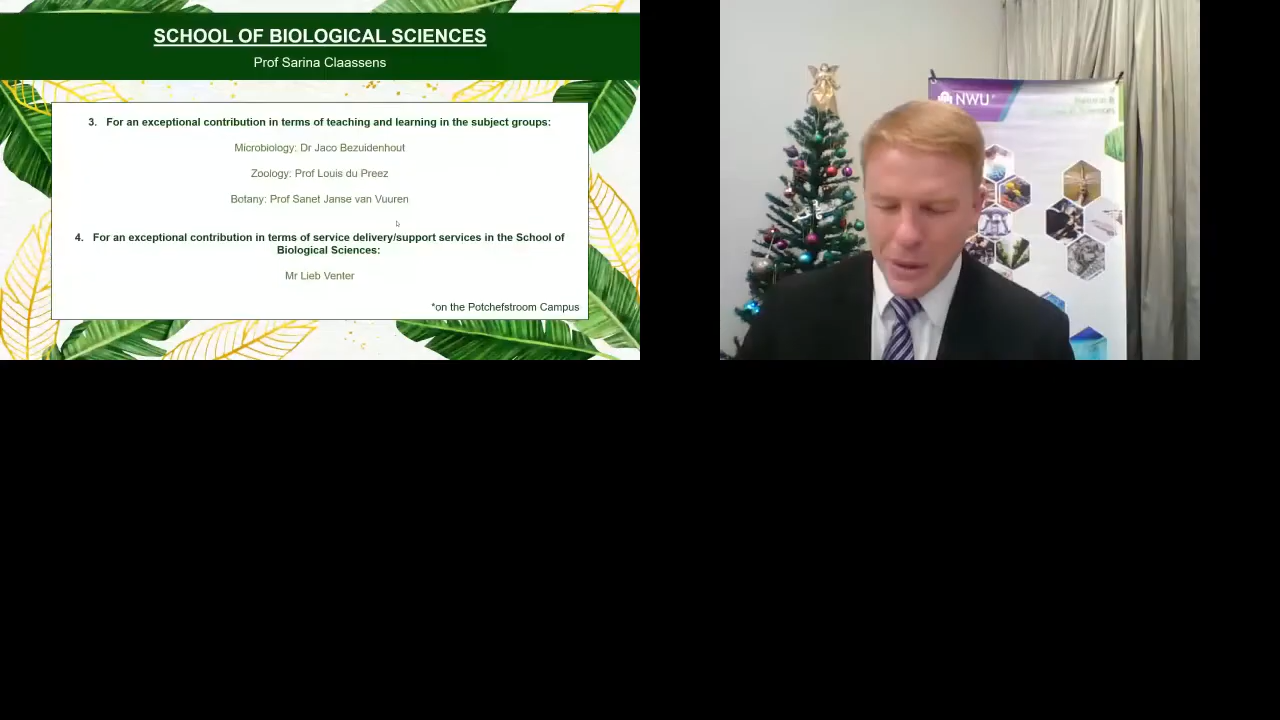 SCHOOL OF BIOLOGICAL SCIENCES
Prof Sarina Claassens
3. For an exceptional contribution in terms of teaching and learning in the subject groups:
Microbiology: Dr Jaco Bezuidenhout
Zoology: Prof Louis du Preez
Botany: Prof Sanet Janse van Vuuren
4. For an exceptional contribution in terms of service delivery/support services in the School of
Biological Sciences:
Mr Lieb Venter
*on the Potchefstroom Campus
NWU